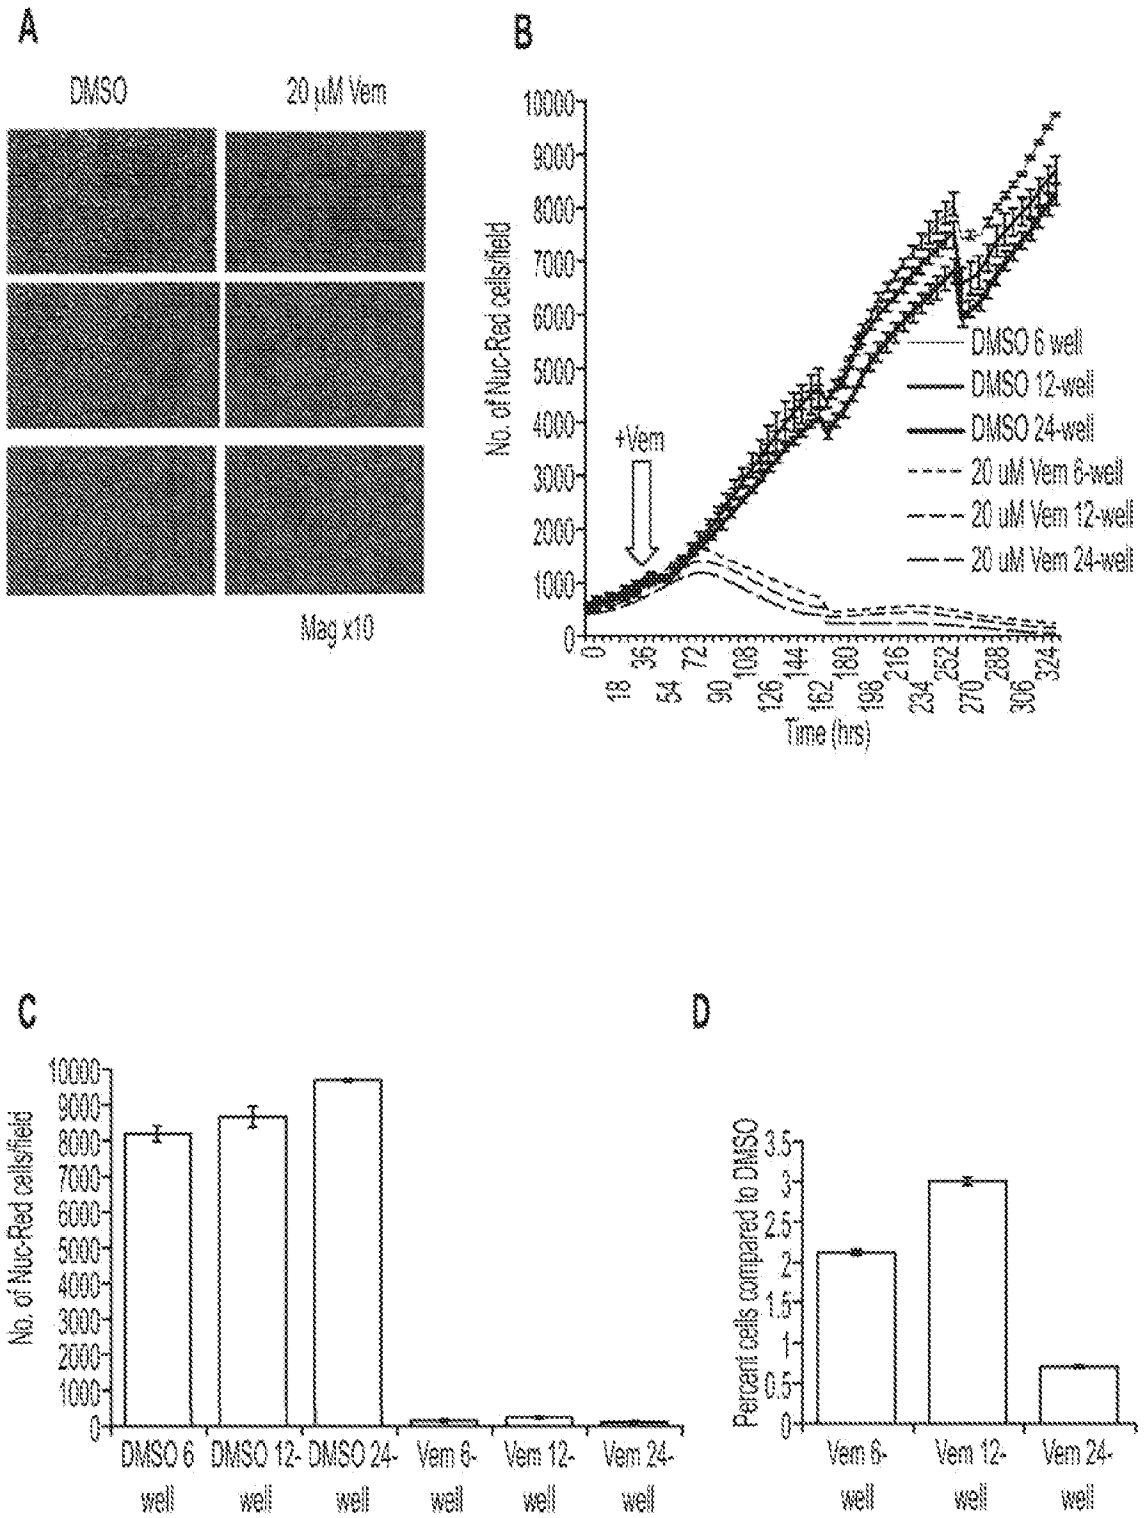 A
DMSO
20 µM Vem
Mag x10
B
No. of Nuc-Red cells/field
10000
9000
8000
7000
6000
5000
4000
3000
2000
1000
0
+Vem
DMSO 6 well
DMSO 12-well
DMSO 24-well
20 uM Vem 6-well
20 uM Vem 12-well
20 uM Vem 24-well
0 36 72 108 144 180 216 252 288 324
18 54 90 126 162 198 234 270 306
Time (hrs)
C
No. of Nuc-Red cells/field
10000
9000
8000
7000
6000
5000
4000
3000
2000
1000
0
DMSO 6 DMSO 12- DMSO 24- Vem 6- Vem 12- Vem 24-
well well well well well well
D
Percent cells compared to DMSO
3.5
3
2.5
2
1.5
1
0.5
0
Vem 6- Vem 12- Vem 24-
well well well